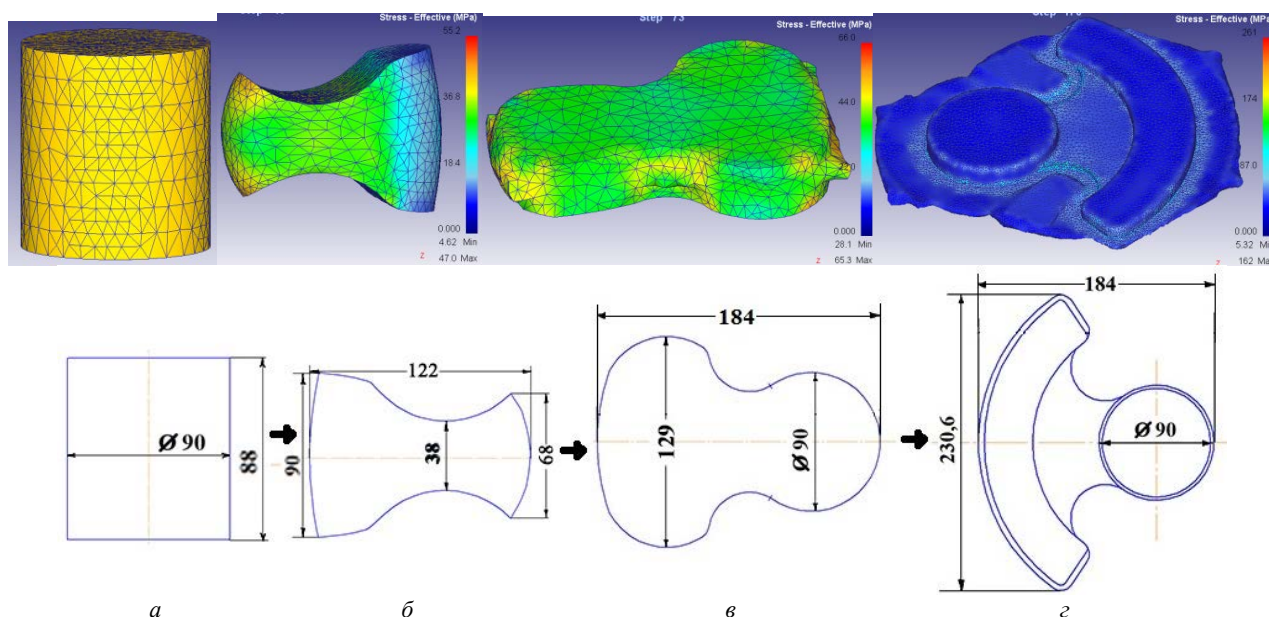 Stress - Effective (MPa)
55.2
36.8
18.4
0.000
4.62 Min
47.0 Max
z
Step 73
Stress - Effective (MPa)
66.0
44.0
0.000
28.1 Min
65.3 Max
z
Stress - Effective (MPa)
261
174
87.0
0.000
5.32 Min
162 Max
z
Ø 90
88
122
90
38
68
184
129
Ø 90
184
230,6
Ø 90
а
б
в
г